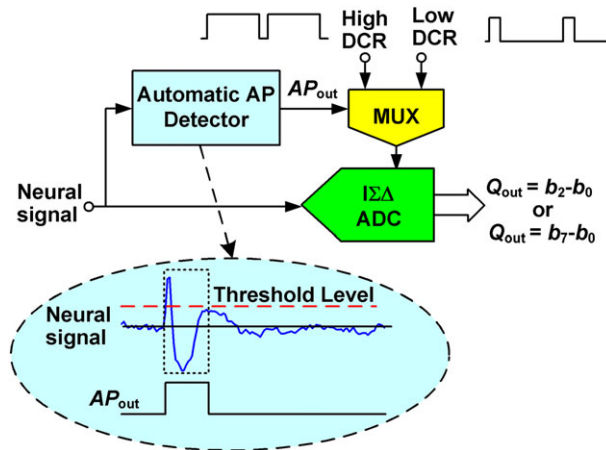 High
DCR
Low
DCR
Automatic AP
Detector
APout
MUX
Neural
signal
IΣΔ
ADC
Qout = b2-b0
or
Qout = b7-b0
Threshold Level
Neural
signal
APout